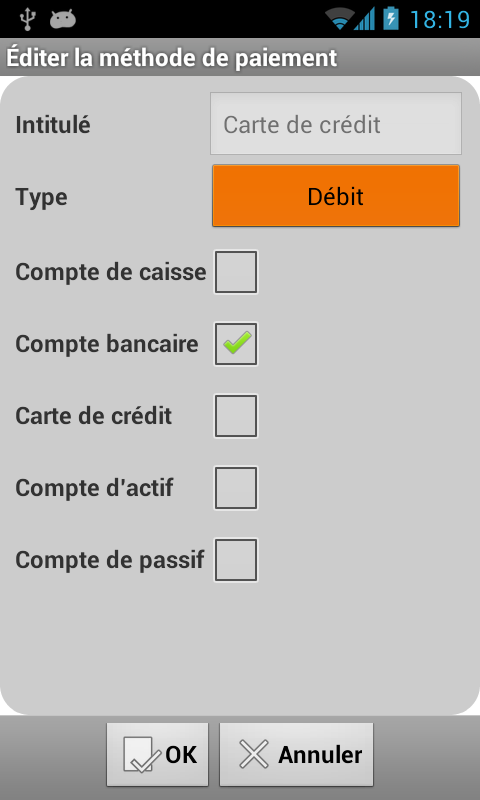 18:19
Éditer la méthode de paiement
Intitulé
Carte de crédit
Type
Débit
Compte de caisse
Compte bancaire
Carte de crédit
Compte d'actif
Compte de passif
OK
Annuler